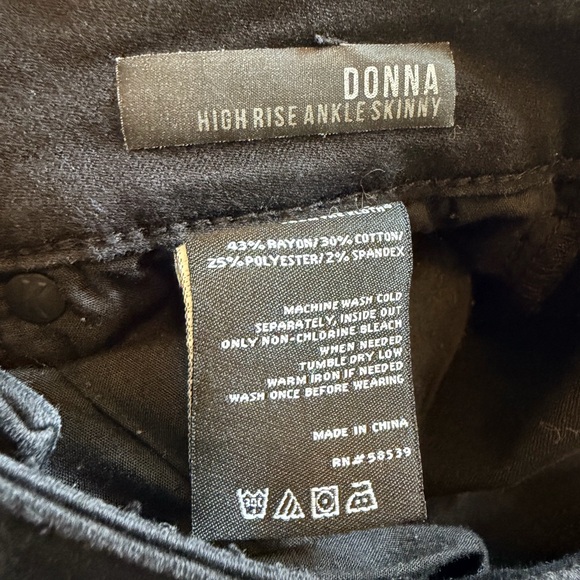 DONNA
HIGH RISE ANKLE SKINNY
43% RAYON/30% COTTON/
25% POLYESTER/2% SPANDEX
MACHINE WASH COLD
SEPARATELY, INSIDE OUT
ONLY NON-CHLORINE BLEACH
WHEN NEEDED
TUMBLE DRY LOW
WARM IRON IF NEEDED
WASH ONCE BEFORE WEARING
MADE IN CHINA
RN# 58539